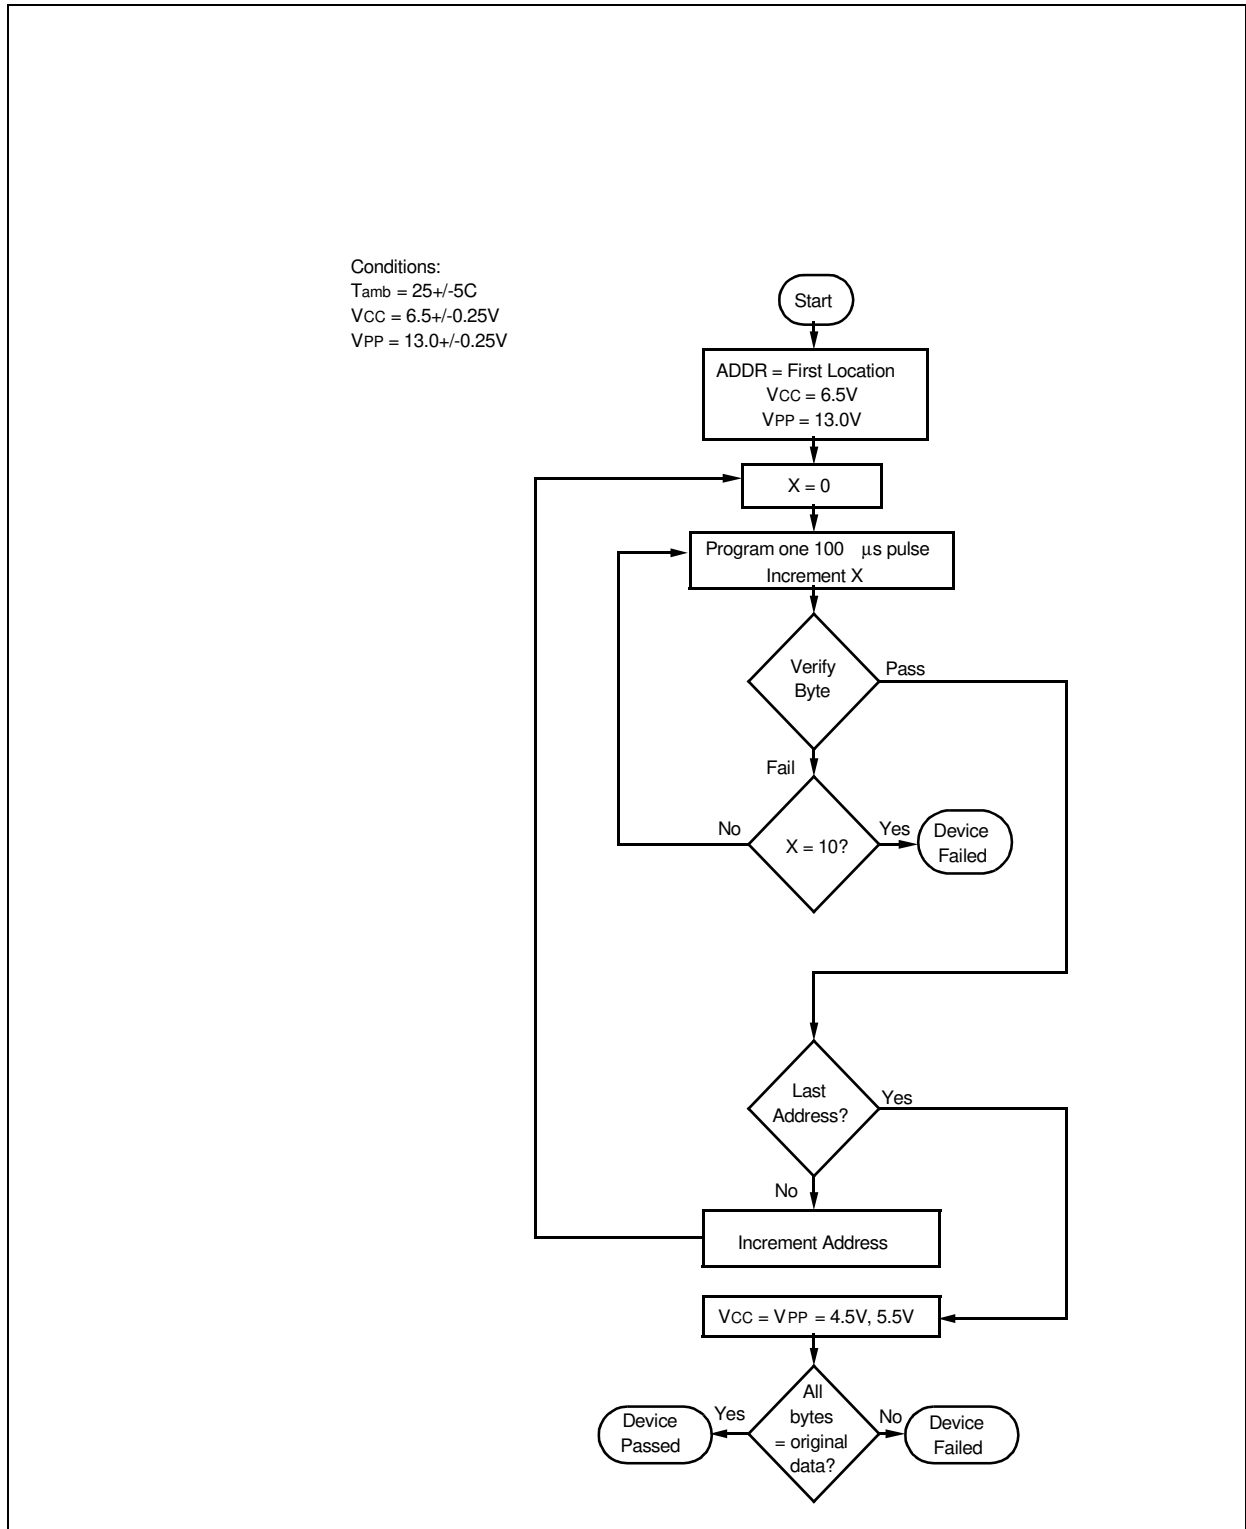 Conditions:
Tamb = 25+/-5C
VCC = 6.5+/-0.25V
VPP = 13.0+/-0.25V
Start
ADDR = First Location
VCC = 6.5V
VPP = 13.0V
X = 0
Program one 100 μs pulse
Increment X
Verify
Byte
Pass
Fail
No
X = 10?
Yes
Device
Failed
Last
Address?
Yes
No
Increment Address
VCC = VPP = 4.5V, 5.5V
All
bytes
= original
data?
Yes
Device
Passed
No
Device
Failed